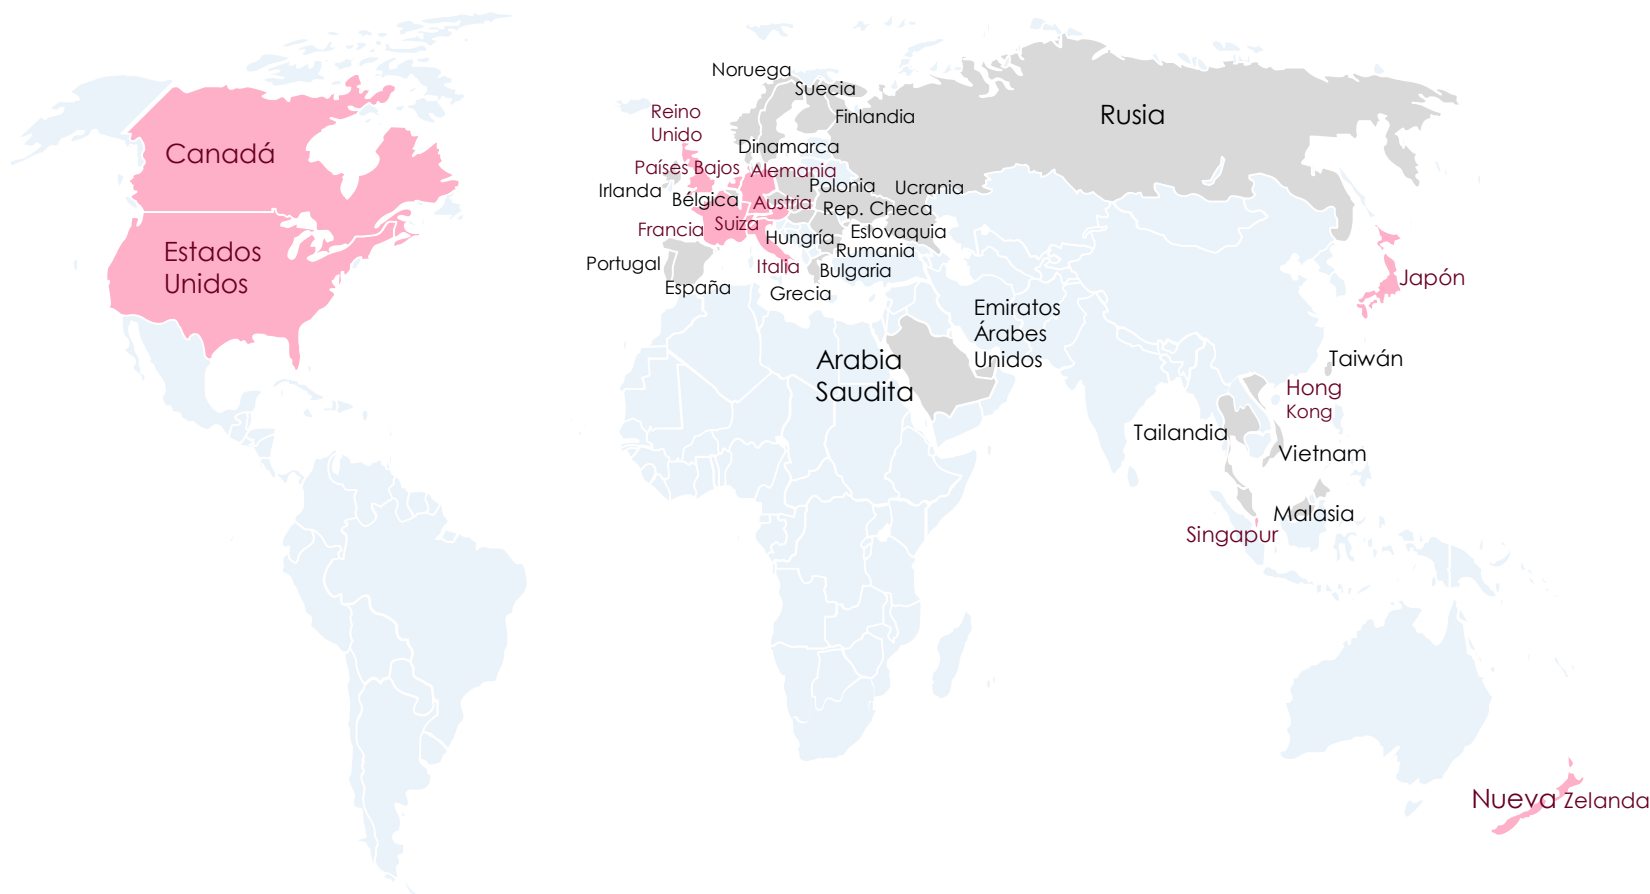 Noruega
Suecia
Finlandia
Rusia
Reino
Unido
Dinamarca
Canadá
Países Bajos
Alemania
Irlanda
Polonia
Ucrania
Bélgica
Austria
Rep. Checa
Francia
Suiza
Hungría
Eslovaquia
Rumania
Estados
Unidos
Portugal
Italia
Bulgaria
España
Grecia
Japón
Emiratos
Árabes
Unidos
Arabia
Saudita
Taiwán
Hong
Kong
Tailandia
Vietnam
Malasia
Singapur
Nueva Zelanda